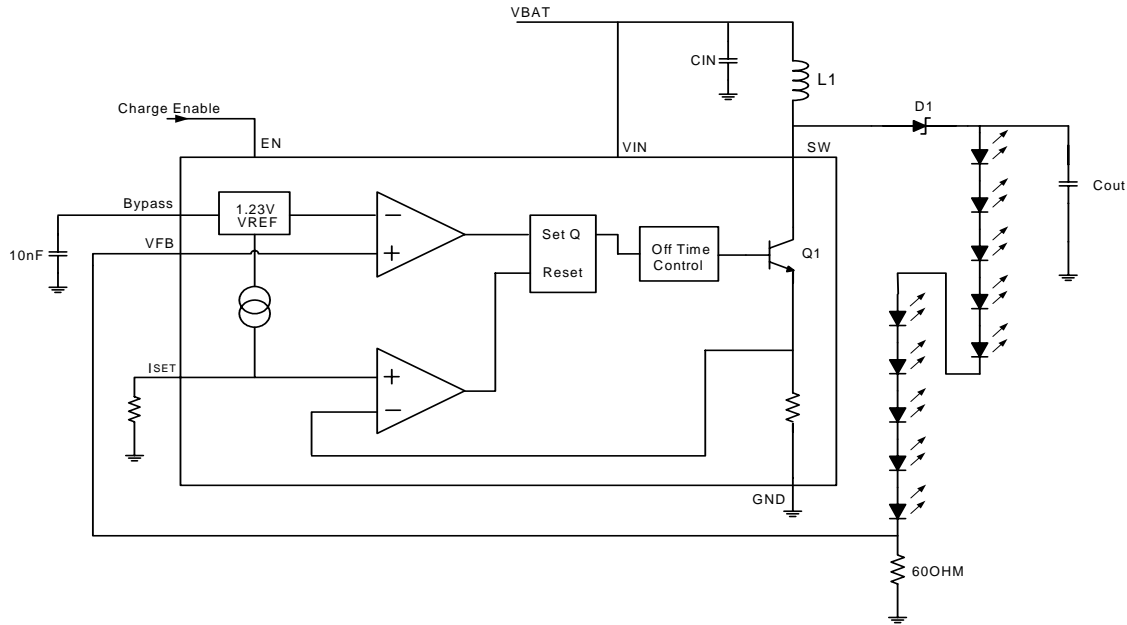 VBAT
CIN
L1
Charge Enable
D1
EN
VIN
SW
Bypass
1.23V
VREF
Cout
Set Q
10nF
VFB
Off Time
Control
Q1
Reset
ISET
GND
60OHM